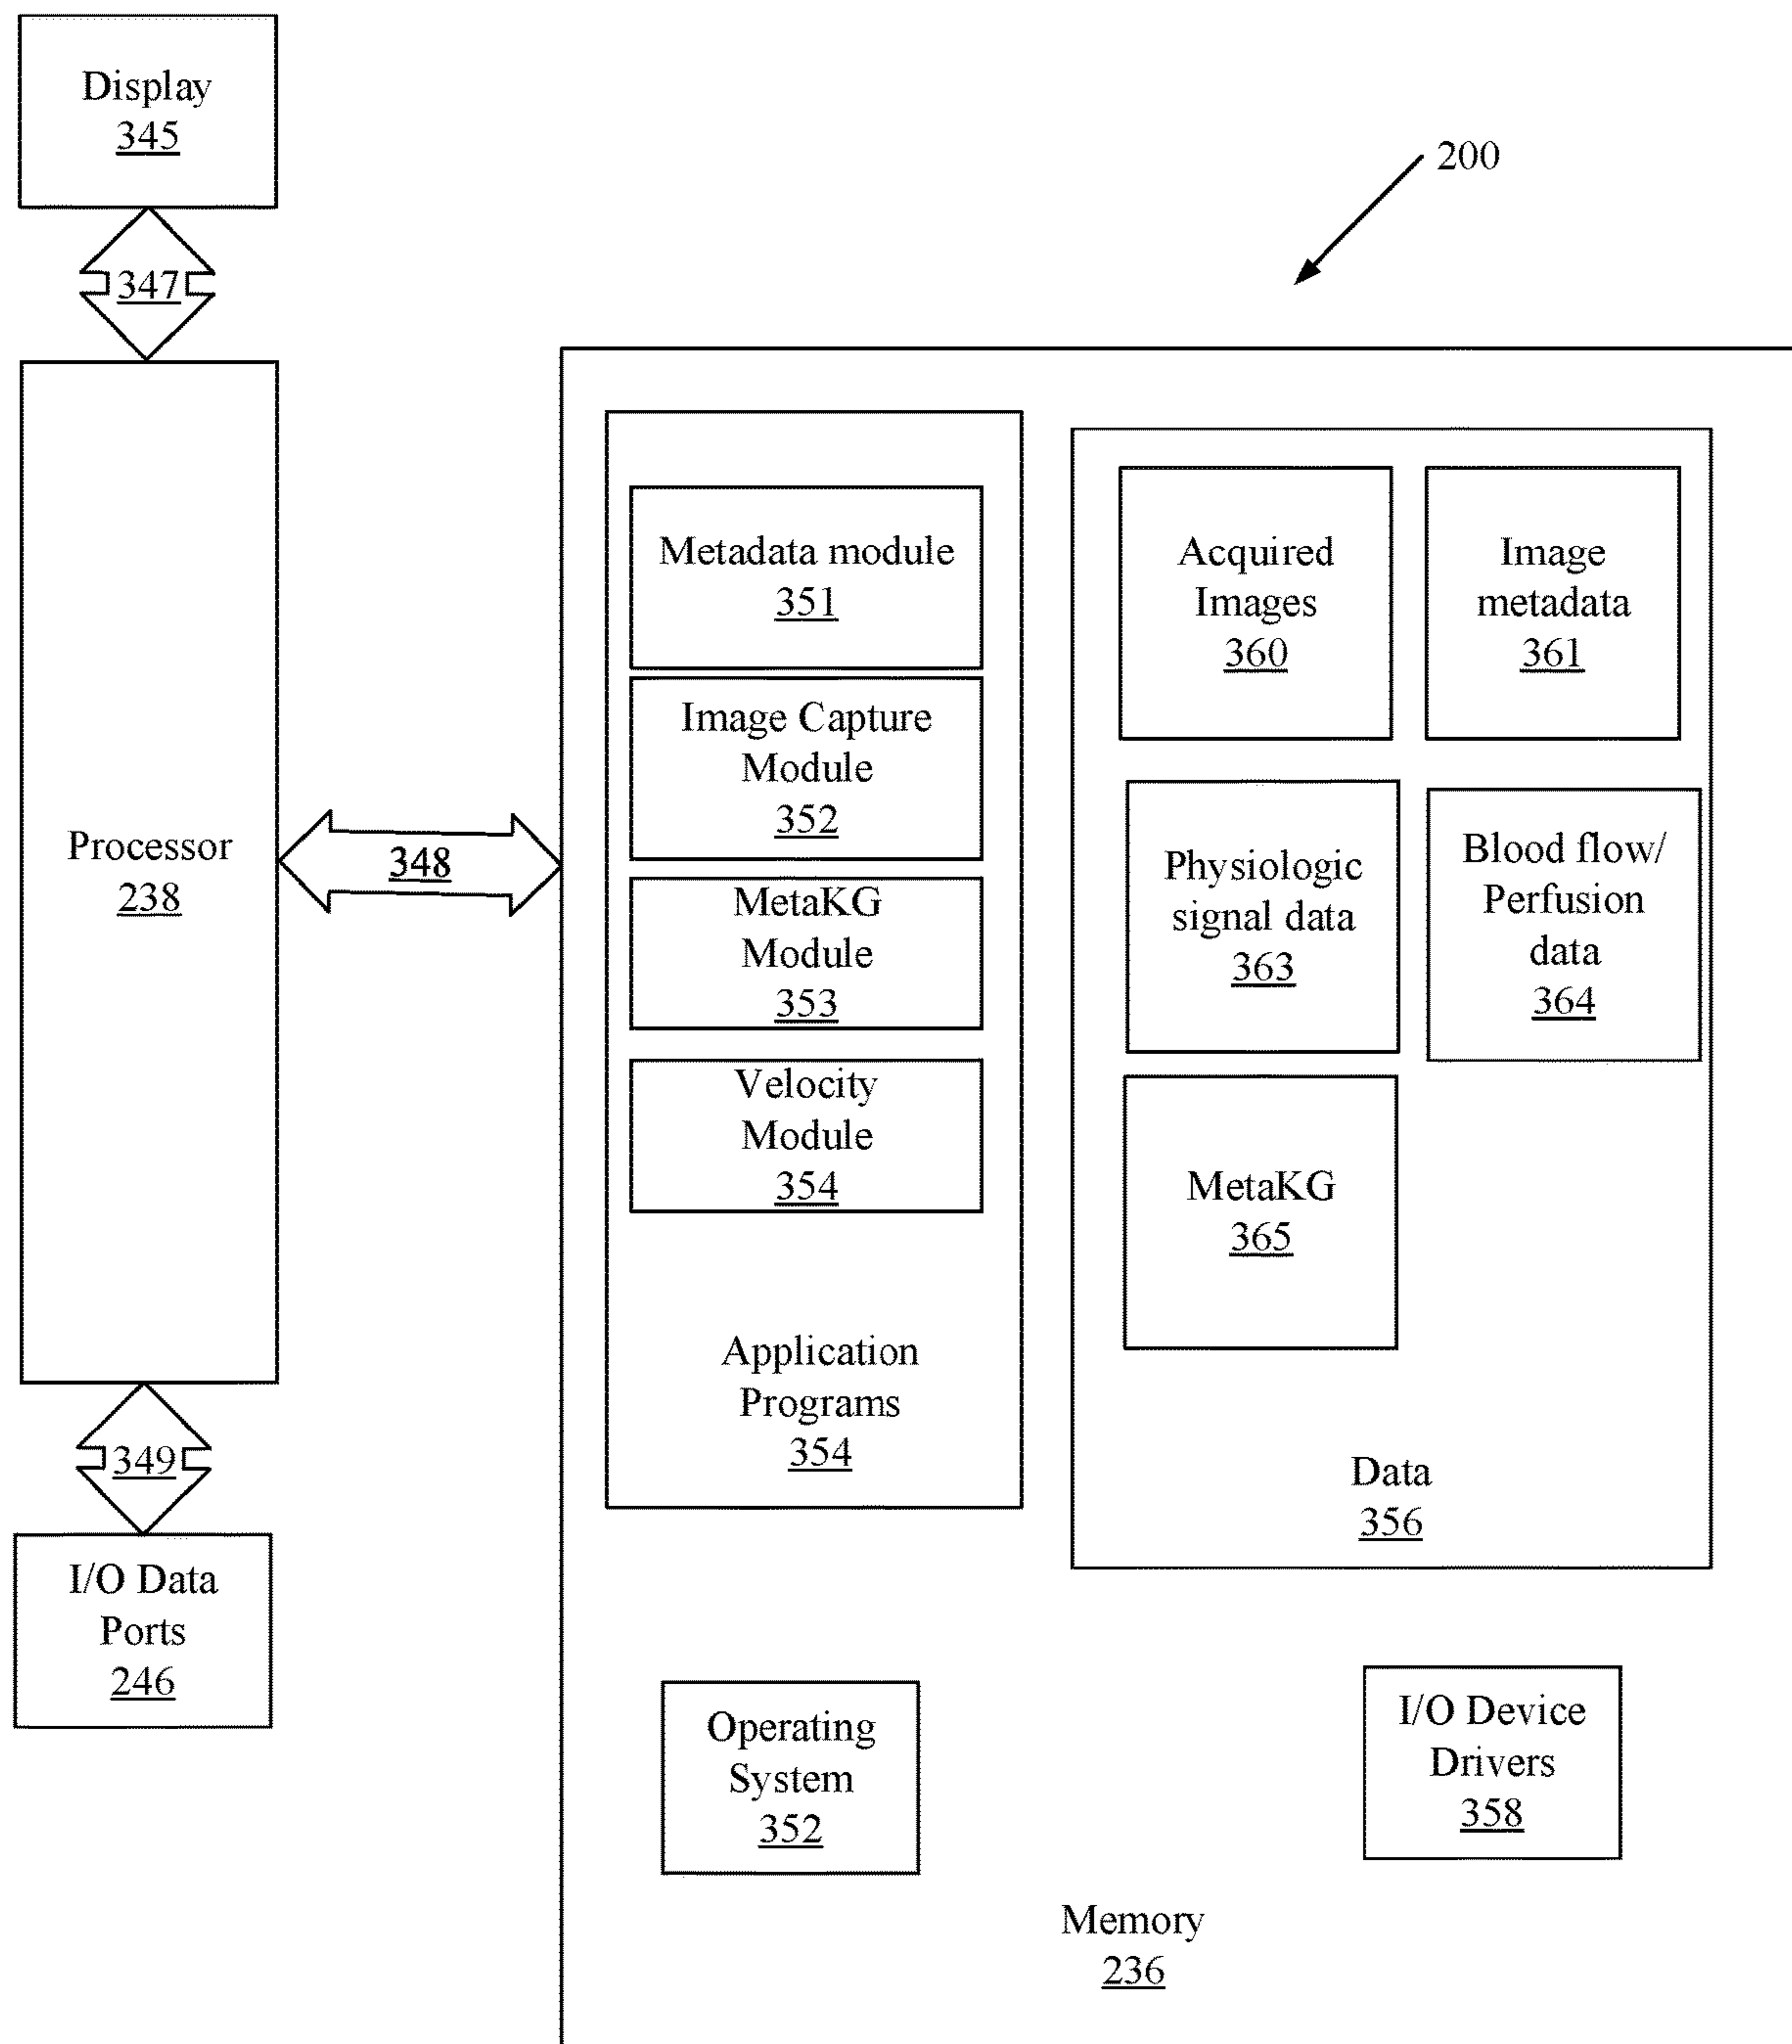 Display
345
200
347
Processor
238
348
349
I/O Data
Ports
246
Metadata module
351
Image Capture
Module
352
MetaKG
Module
353
Velocity
Module
354
Application
Programs
354
Acquired
Images
360
Image
metadata
361
Physiologic
signal data
363
Blood flow/
Perfusion
data
364
MetaKG
365
Data
356
Operating
System
352
I/O Device
Drivers
358
Memory
236